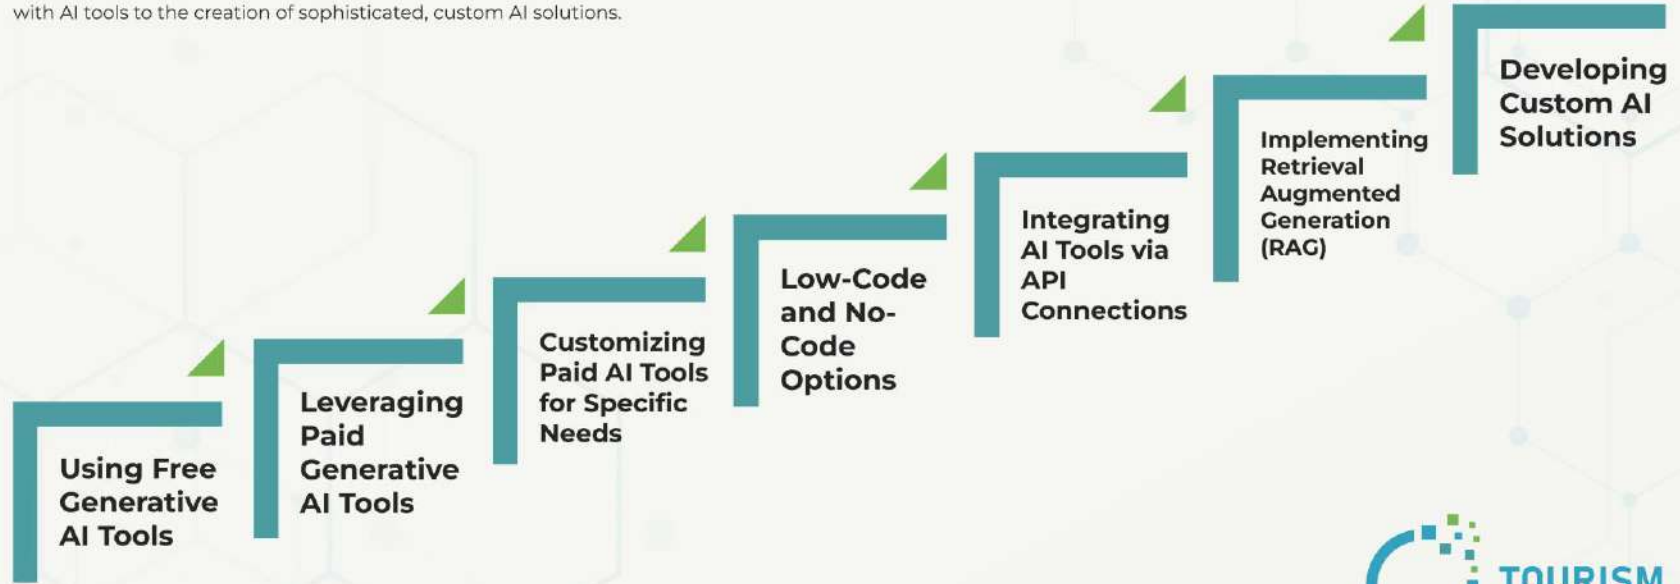 with AI tools to the creation of sophisticated, custom AI solutions.
Using Free
Generative
AI Tools
Leveraging
Paid
Generative
AI Tools
Customizing
Paid AI Tools
for Specific
Needs
Low-Code
and No-
Code
Options
Integrating
AI Tools via
API
Connections
Implementing
Retrieval
Augmented
Generation
(RAG)
Developing
Custom AI
Solutions
TOURISM